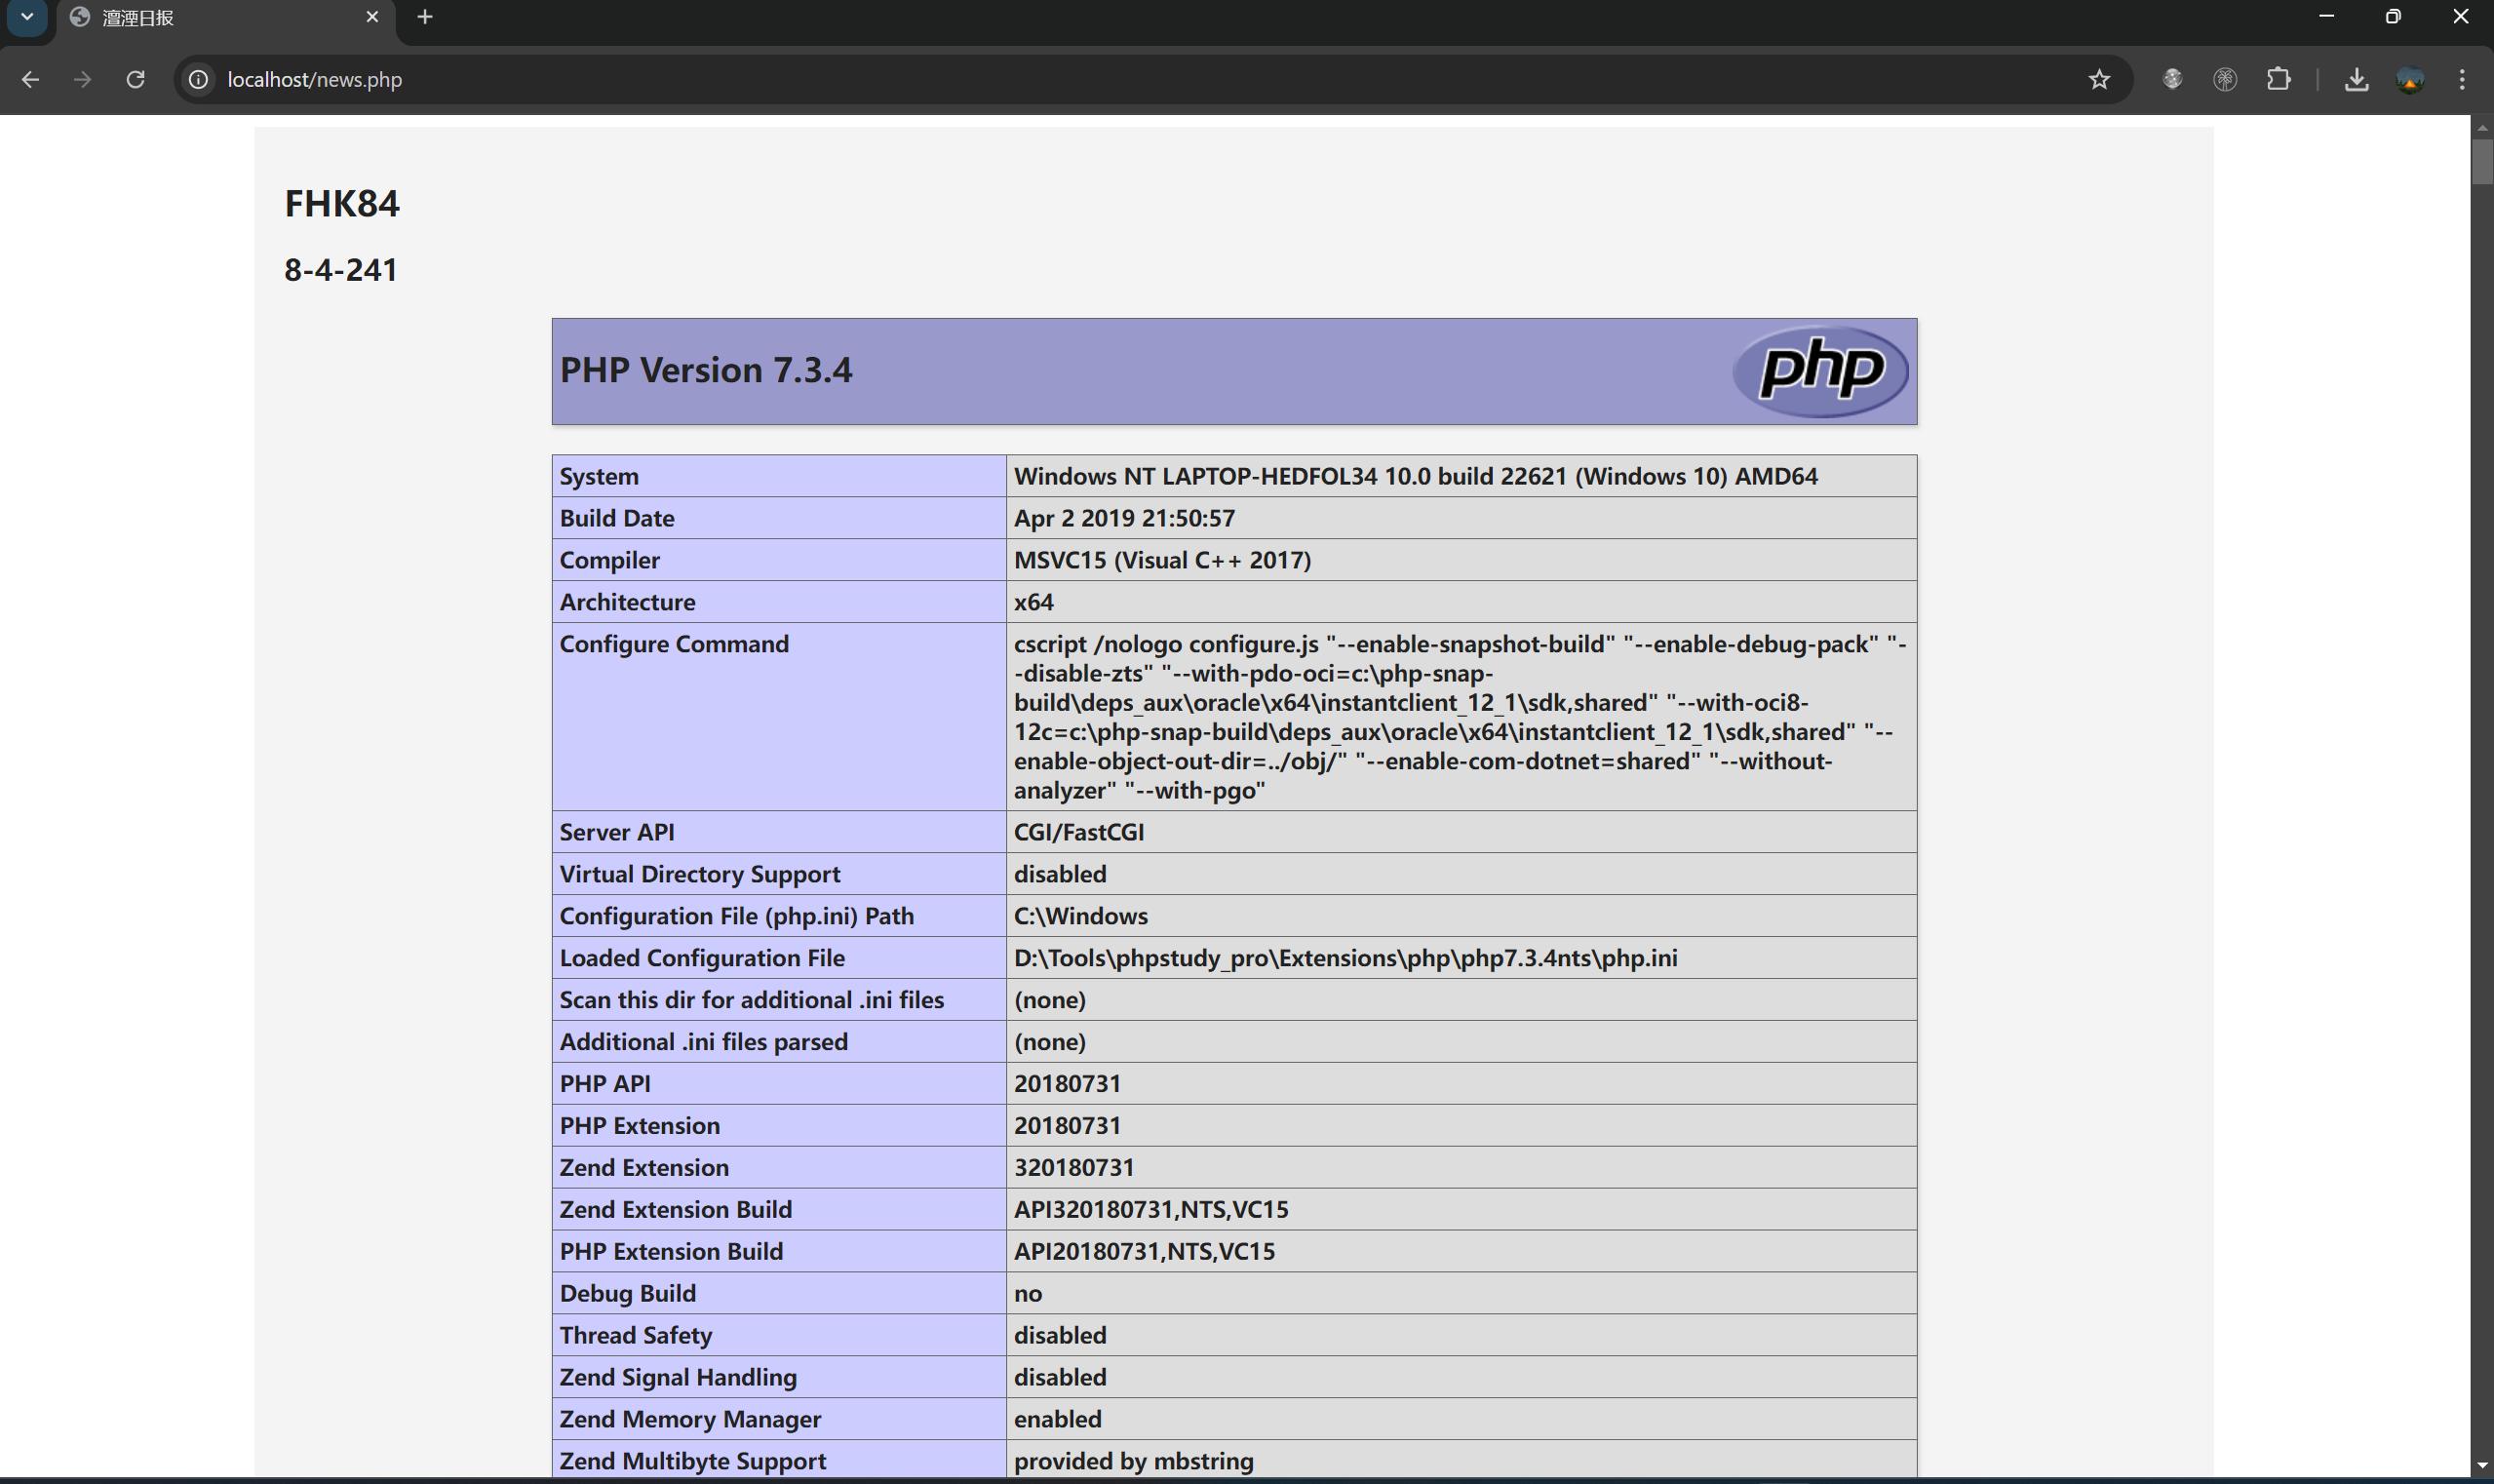 澶湮日报
localhost/news.php
FHK84
8-4-241
PHP Version 7.3.4
php
System Windows NT LAPTOP-HEDFOL34 10.0 build 22621 (Windows 10) AMD64
Build Date Apr 2 2019 21:50:57
Compiler MSVC15 (Visual C++ 2017)
Architecture x64
Configure Command cscript /nologo configure.js "--enable-snapshot-build" "--enable-debug-pack" "-
-disable-zts" "--with-pdo-oci=c:\php-snap-
build\deps_aux\oracle\x64\instantclient_12_1\sdk,shared" "--with-oci8-
12c=c:\php-snap-build\deps_aux\oracle\x64\instantclient_12_1\sdk,shared" "--
enable-object-out-dir=../obj/" "--enable-com-dotnet=shared" "--without-
analyzer" "--with-pgo"
Server API CGI/FastCGI
Virtual Directory Support disabled
Configuration File (php.ini) Path C:\Windows
Loaded Configuration File D:\Tools\phpstudy_pro\Extensions\php\php7.3.4nts\php.ini
Scan this dir for additional .ini files (none)
Additional .ini files parsed (none)
PHP API 20180731
PHP Extension 20180731
Zend Extension 320180731
Zend Extension Build API320180731,NTS,VC15
PHP Extension Build API20180731,NTS,VC15
Debug Build no
Thread Safety disabled
Zend Signal Handling disabled
Zend Memory Manager enabled
Zend Multibyte Support provided by mbstring